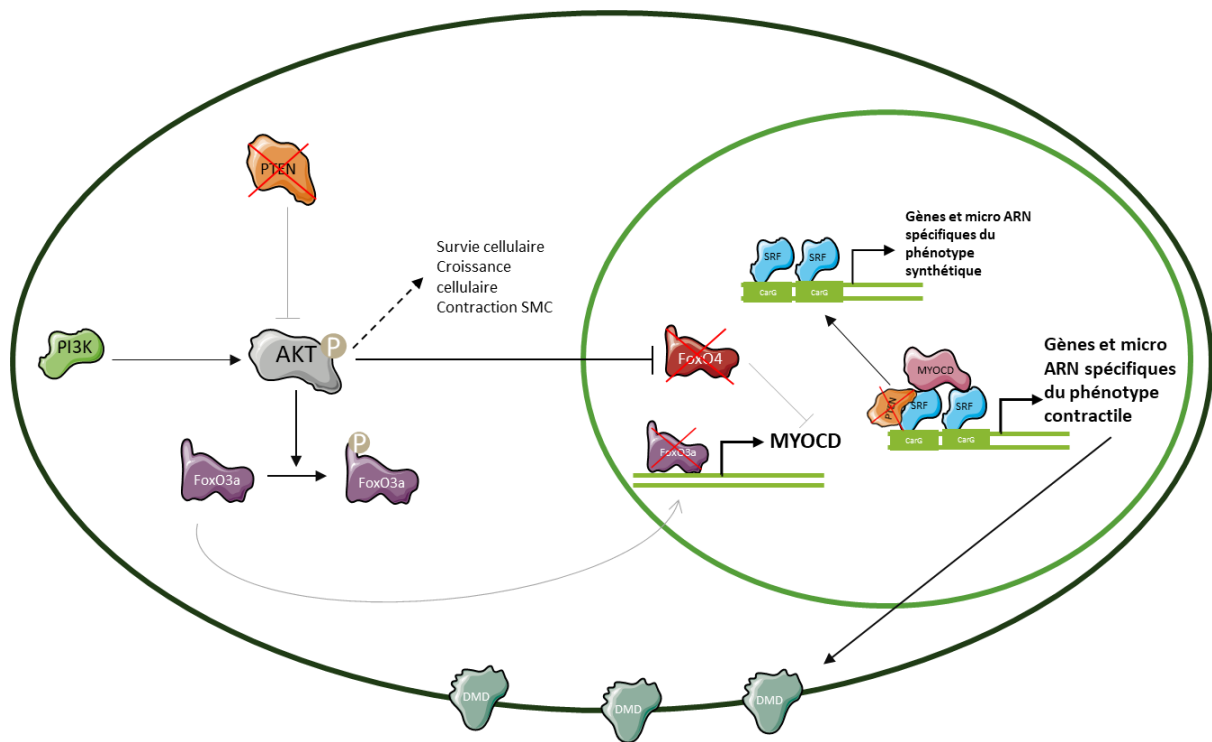 PTEN
Survie cellulaire
Croissance
cellulaire
Contraction SMC
PI3K
AKT
P
FoxO3a
P
FoxO3a
Gènes et micro ARN
spécifiques du
phénotype
synthétique
SRF
SRF
CarG
CarG
FoxO4
FoxO3a
MYOCD
MYOCD
PTEN
SRF
SRF
CarG
CarG
Gènes et micro
ARN spécifiques
du phénotype
contractile
DMD
DMD
DMD